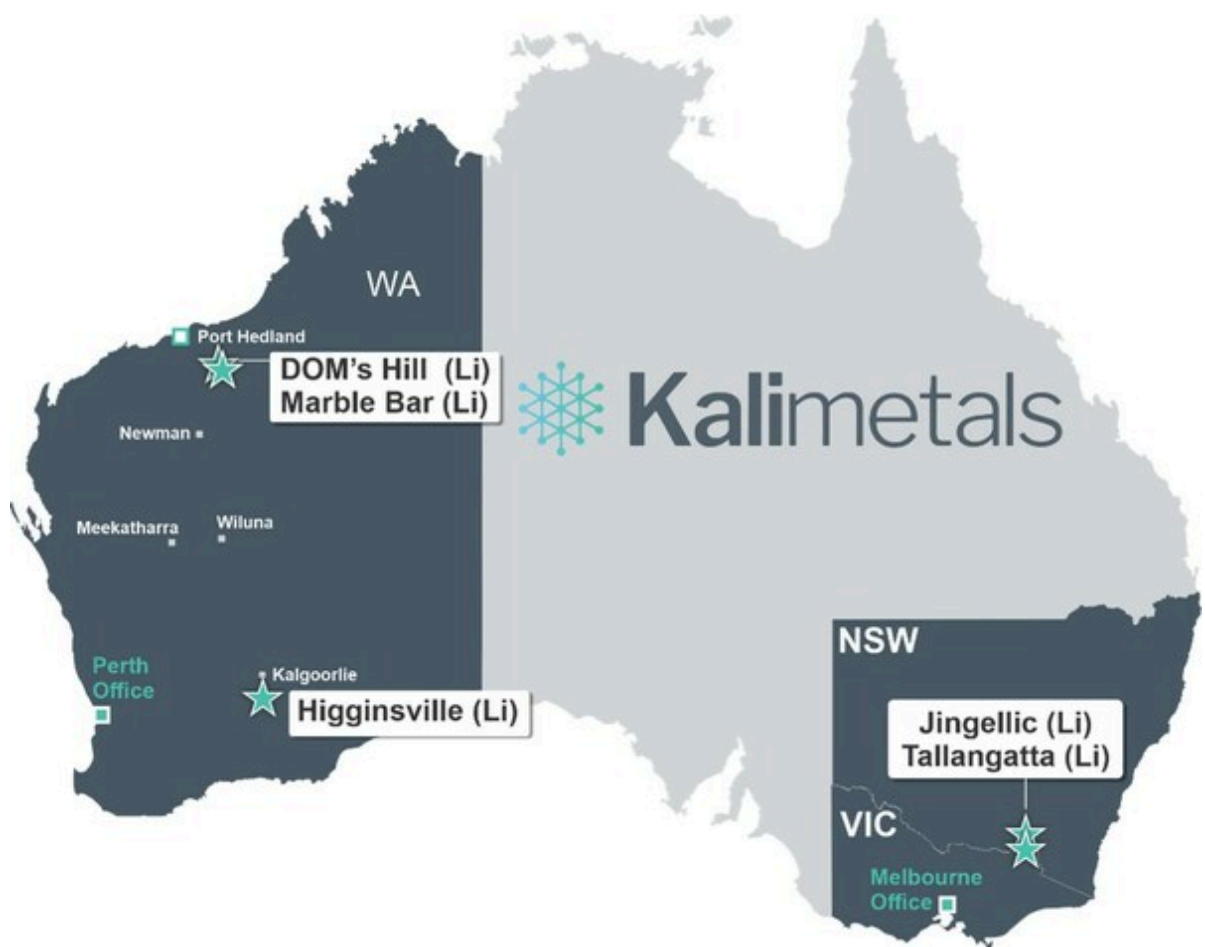 WA
Port Hedland
DOM's Hill (Li)
Marble Bar (Li)
Kalimetals
Newman
Meekatharra
Wiluna
Perth
Office
Kalgoorlie
Higginsville (Li)
NSW
Jingellic (Li)
Tallangatta (Li)
VIC
Melbourne
Office